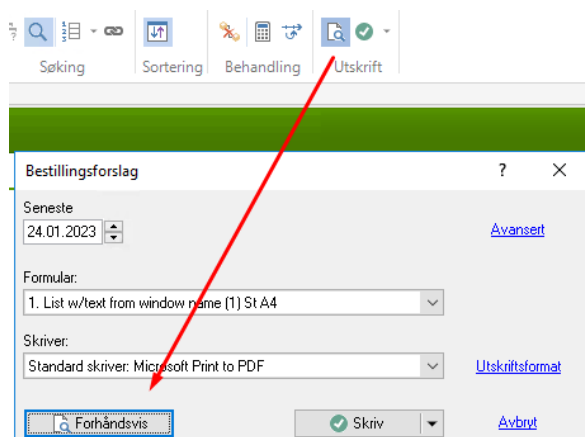 Søking
Sortering
Behandling
Utskrift
Bestillingsforslag
?
Seneste
24.01.2023
Avansert
Formular:
1. List w/text from window name (1) St A4
Skriver:
Standard skriver: Microsoft Print to PDF
Utskriftsformat
Forhåndsvis
Skriv
Avbryt